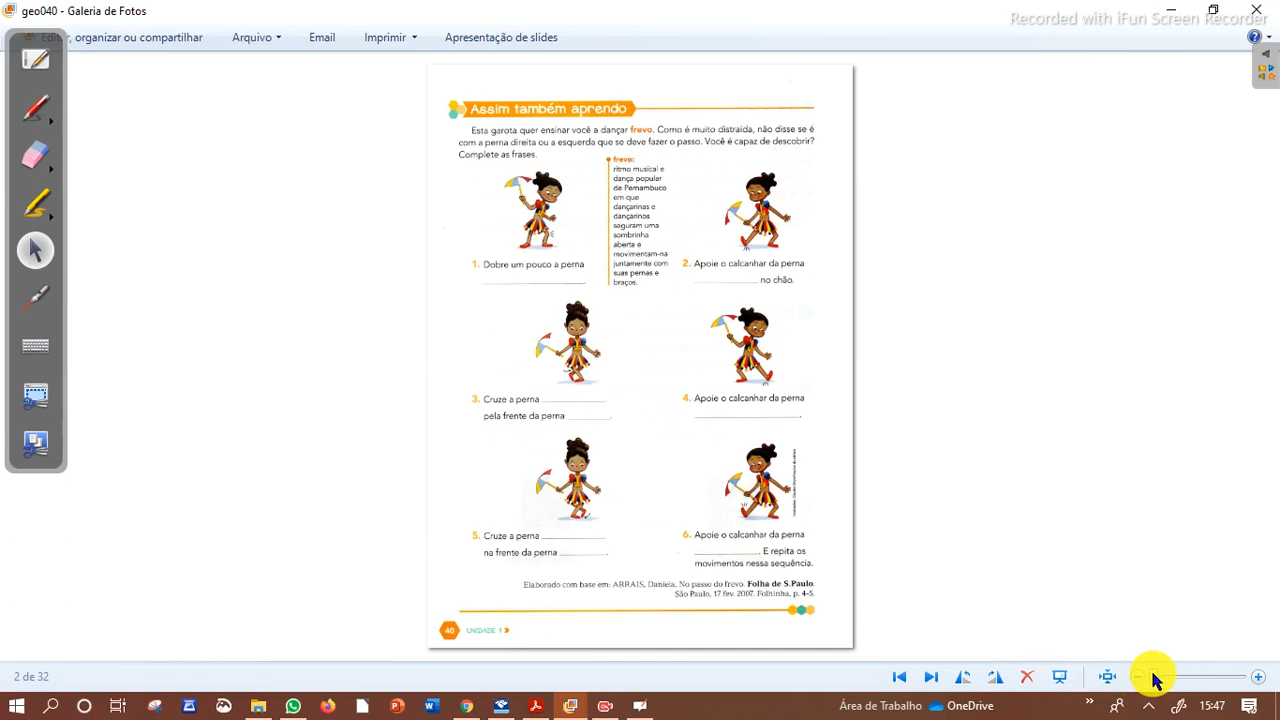 geo040 - Galeria de Fotos
Recorded with iFun Screen Recorder
Editar, organizar ou compartilhar Arquivo Email Imprimir Apresentação de slides
Assim também aprendo
Esta garota quer ensinar você a dançar frevo. Como é muito distraída, não disse se é
com a perna direita ou a esquerda que se deve fazer o passo. Você é capaz de descobrir?
Complete as frases.
frevo:
ritmo musical e
dança popular
de Pernambuco
em que
dançarinas e
dançarinos
seguram uma
sombrinha
aberta e
movimentam-na
juntamente com
suas pernas e
braços.
1. Dobre um pouco a perna
2. Apoie o calcanhar da perna
no chão.
3. Cruze a perna
pela frente da perna .
4. Apoie o calcanhar da perna
.
5. Cruze a perna
na frente da perna .
6. Apoie o calcanhar da perna
. E repita os
movimentos nessa sequência.
Elaborado com base em: ARRAIS, Daniela. No passo do frevo. Folha de S.Paulo.
São Paulo, 17 fev. 2007. Folhinha, p. 4-5.
40 UNIDADE 1
2 de 32
Área de Trabalho OneDrive 15:47